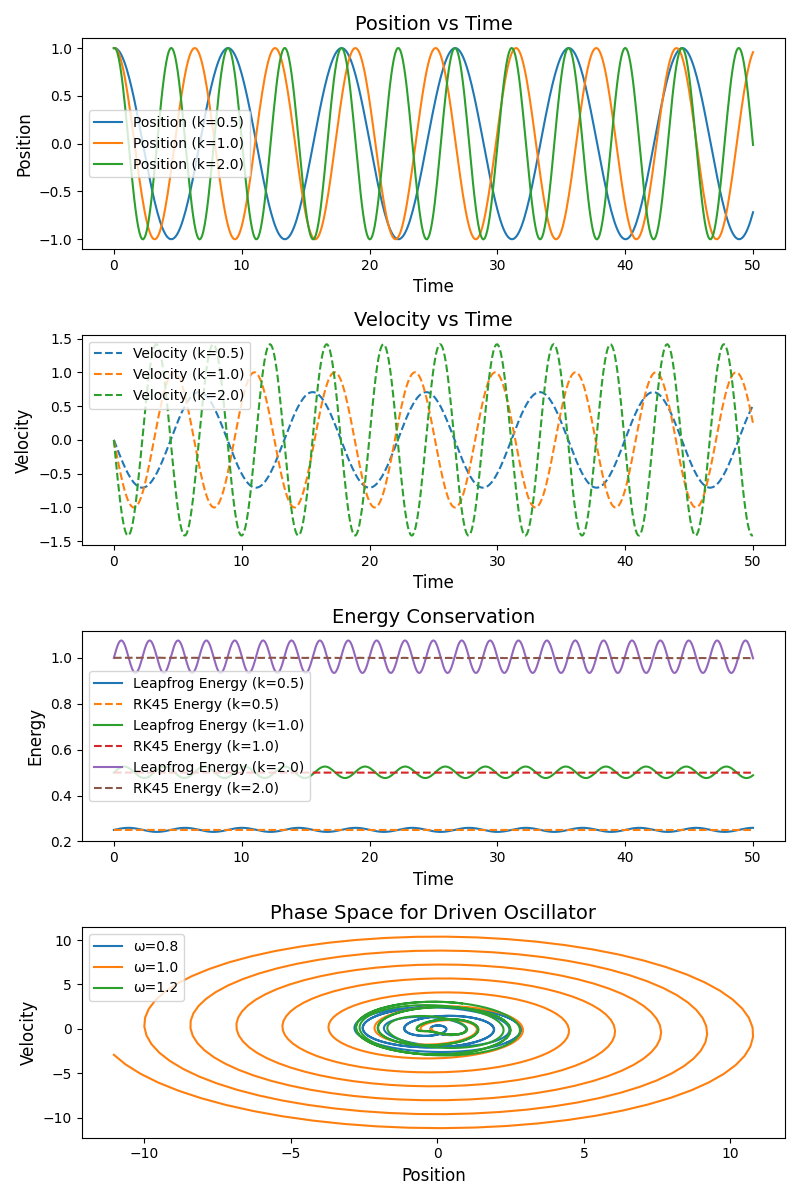 Position vs Time
1.0
0.5
0.0
−0.5
−1.0
Position
Position (k=0.5)
Position (k=1.0)
Position (k=2.0)
0 10 20 30 40 50
Time
Velocity vs Time
1.5
1.0
0.5
0.0
−0.5
−1.0
−1.5
Velocity
Velocity (k=0.5)
Velocity (k=1.0)
Velocity (k=2.0)
0 10 20 30 40 50
Time
Energy Conservation
1.0
0.8
0.6
0.4
0.2
Energy
Leapfrog Energy (k=0.5)
RK45 Energy (k=0.5)
Leapfrog Energy (k=1.0)
RK45 Energy (k=1.0)
Leapfrog Energy (k=2.0)
RK45 Energy (k=2.0)
0 10 20 30 40 50
Time
Phase Space for Driven Oscillator
10
5
0
−5
−10
Velocity
ω=0.8
ω=1.0
ω=1.2
−10 −5 0 5 10
Position